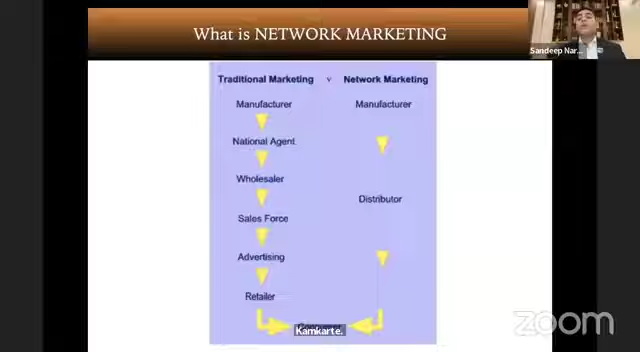 What is NETWORK MARKETING
Sandeep Nar...
Traditional Marketing v Network Marketing
Manufacturer Manufacturer
National Agent
Wholesaler
Distributor
Sales Force
Advertising
Retailer
Kamkarte.
zoom